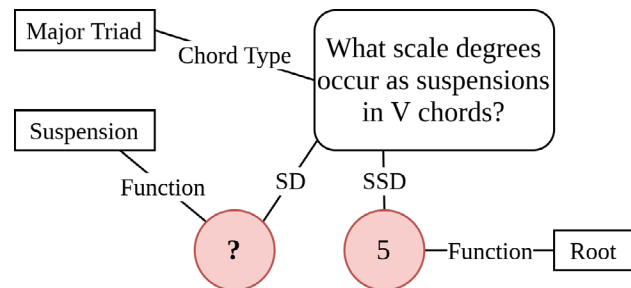 Major Triad
Chord Type
What scale degrees
occur as suspensions
in V chords?
Suspension
Function
SD
SSD
?
5
Function
Root